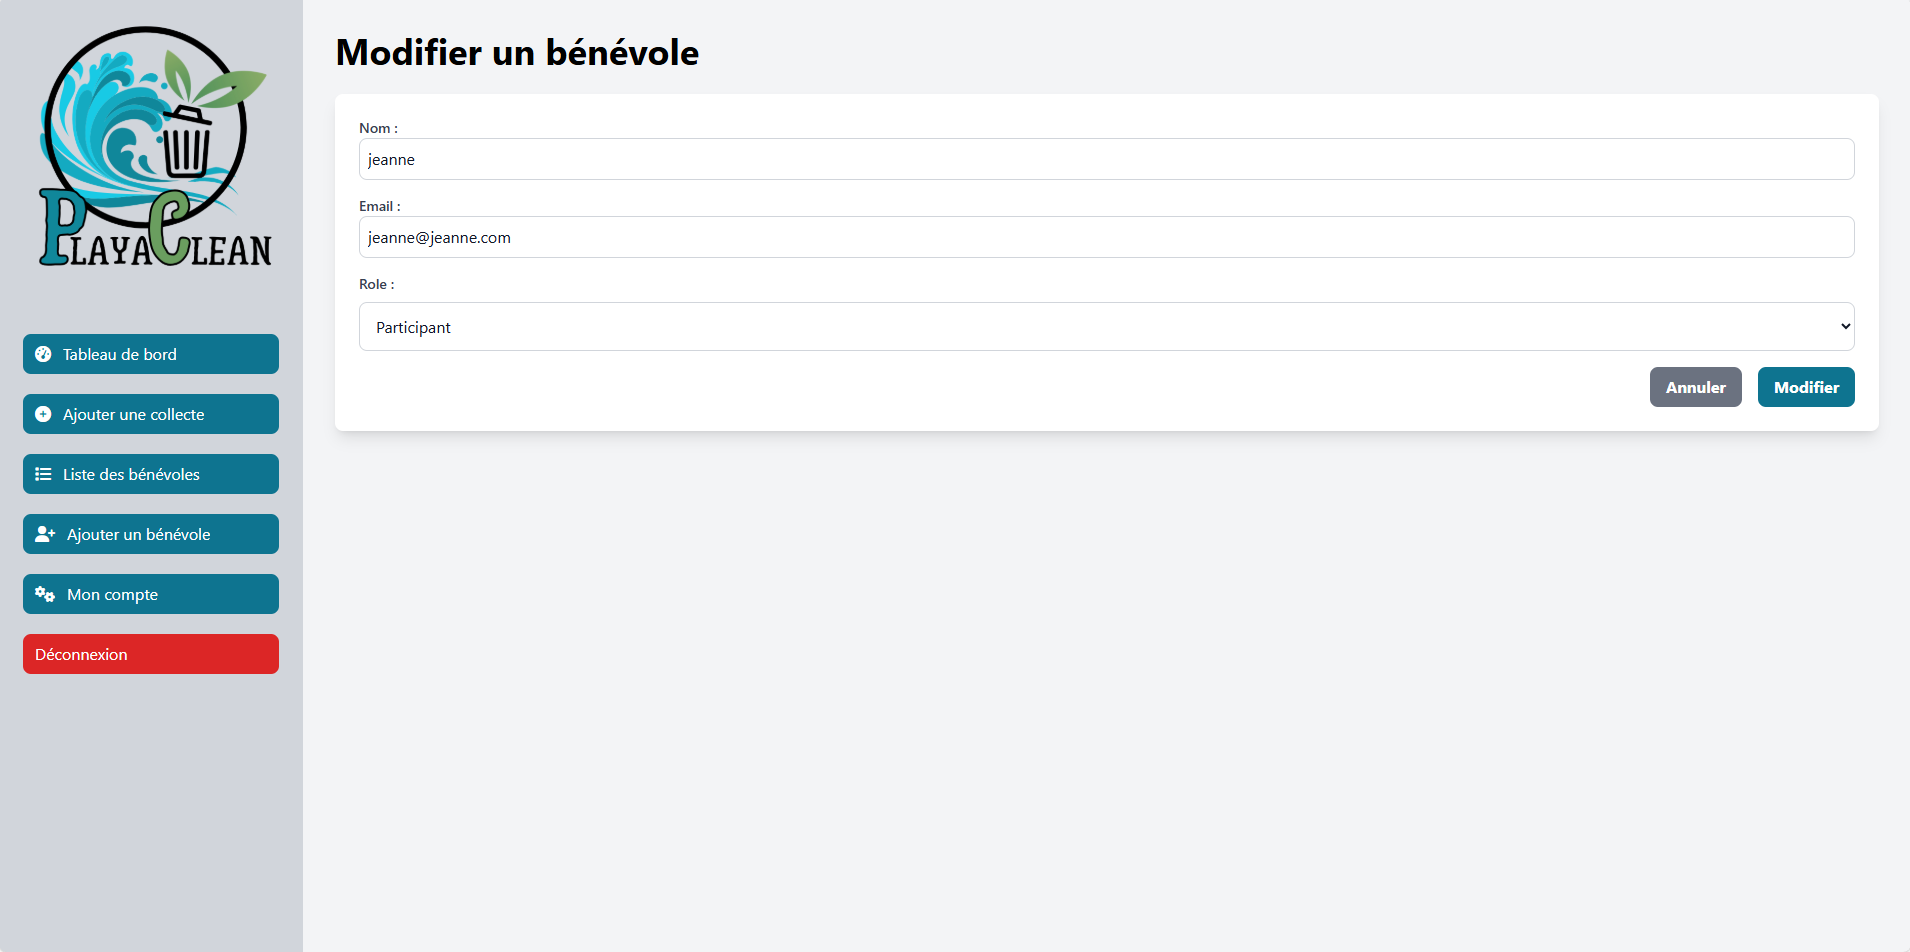 PLAYACLEAN
Tableau de bord
Ajouter une collecte
Liste des bénévoles
Ajouter un bénévole
Mon compte
Déconnexion
Modifier un bénévole
Nom :
jeanne
Email :
jeanne@jeanne.com
Role :
Participant
Annuler
Modifier